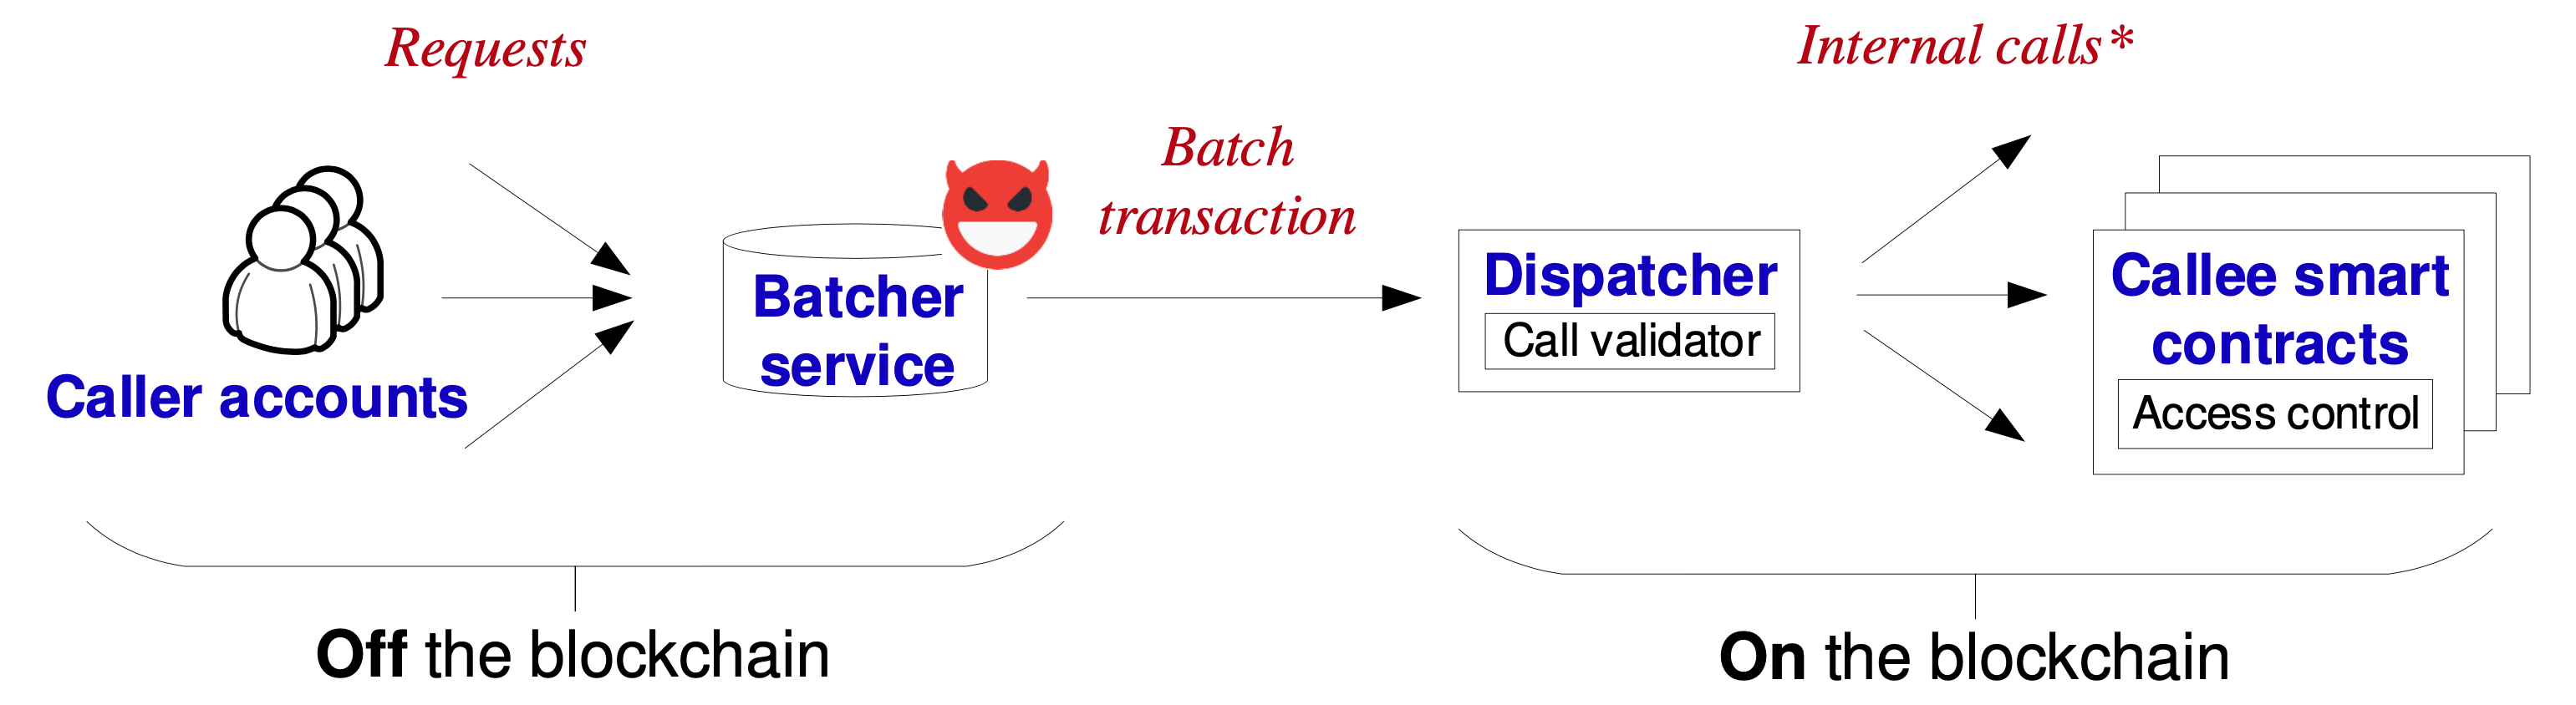 Requests
Internal calls*
Batch
transaction
Caller accounts
Batcher
service
Dispatcher
Call validator
Callee smart
contracts
Access control
Off the blockchain
On the blockchain